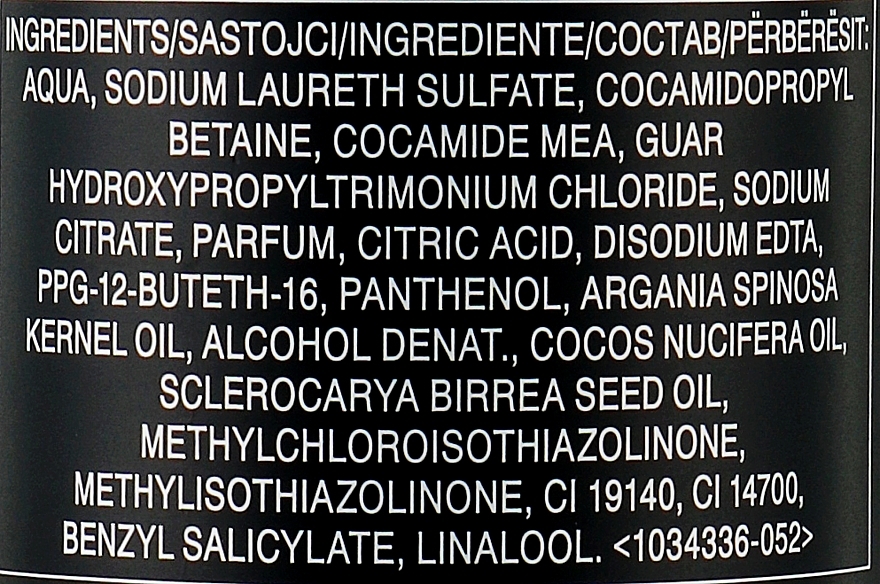 INGREDIENTS/SASTOJCI/INGREDIENTE/СОСТАВ/PËRBËRËSIT:
AQUA, SODIUM LAURETH SULFATE, COCAMIDOPROPYL
BETAINE, COCAMIDE MEA, GUAR
HYDROXYPROPYLTRIMONIUM CHLORIDE, SODIUM
CITRATE, PARFUM, CITRIC ACID, DISODIUM EDTA,
PPG-12-BUTETH-16, PANTHENOL, ARGANIA SPINOSA
KERNEL OIL, ALCOHOL DENAT., COCOS NUCIFERA OIL,
SCLEROCARYA BIRREA SEED OIL,
METHYLCHLOROISOTHIAZOLINONE,
METHYLISOTHIAZOLINONE, CI 19140, CI 14700,
BENZYL SALICYLATE, LINALOOL. <1034336-052>